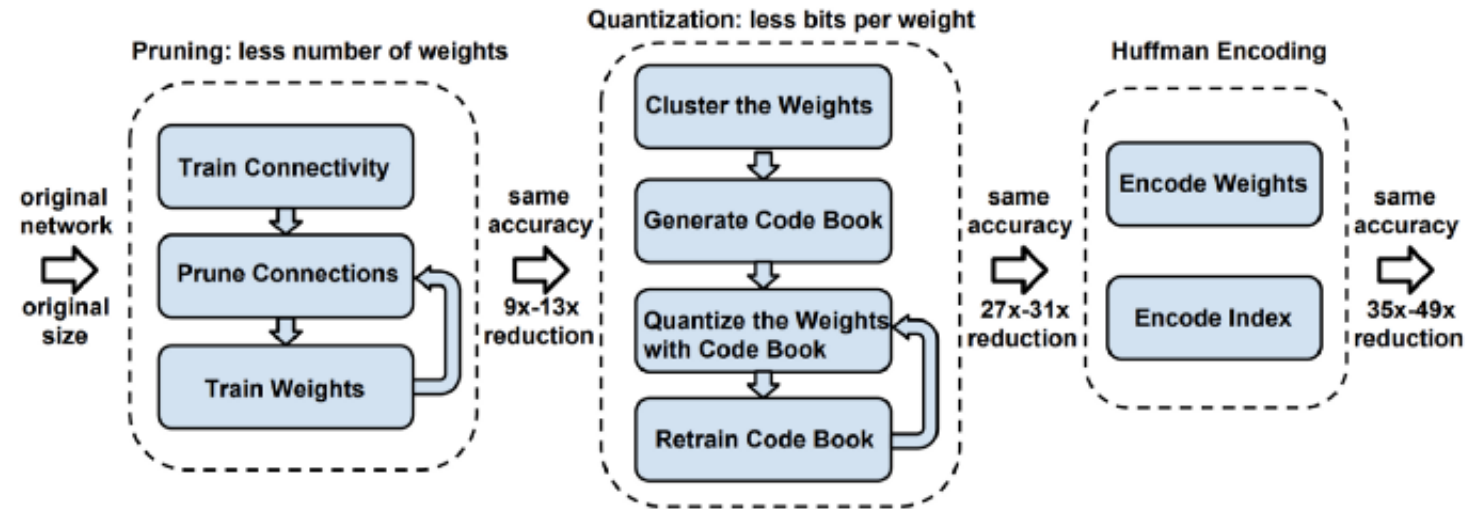 Pruning: less number of weights
Train Connectivity
Prune Connections
Train Weights
original
network
original
size
same
accuracy
9x-13x
reduction
Quantization: less bits per weight
Cluster the Weights
Generate Code Book
Quantize the Weights
with Code Book
Retrain Code Book
same
accuracy
27x-31x
reduction
Huffman Encoding
Encode Weights
Encode Index
same
accuracy
35x-49x
reduction